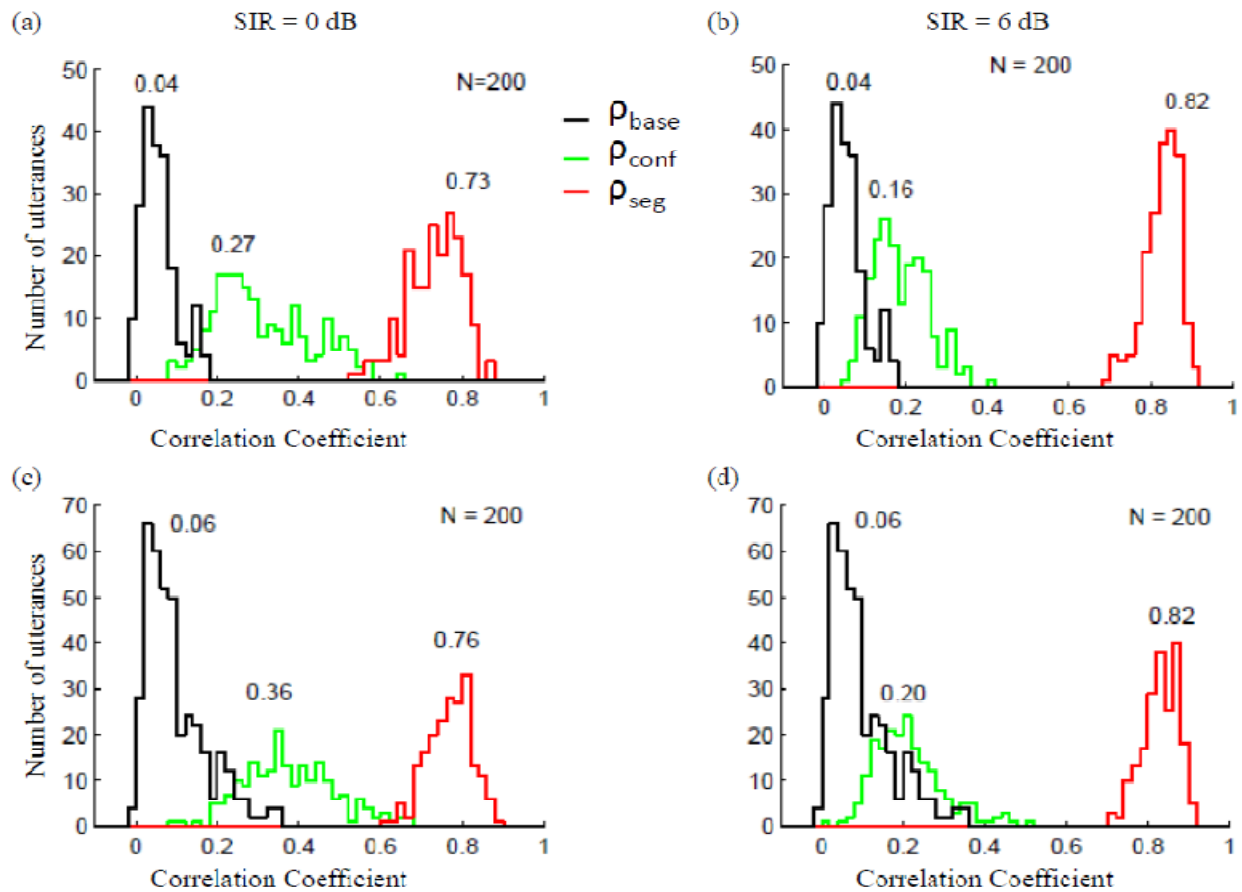 (a) SIR = 0 dB
(b) SIR = 6 dB
50
40
30
20
10
0
Number of utterances
0.04
0.27
0.73
N=200
0 0.2 0.4 0.6 0.8 1
Correlation Coefficient
ρbase
ρconf
ρseg
50
40
30
20
10
0
0.04
0.16
0.82
N = 200
0 0.2 0.4 0.6 0.8 1
Correlation Coefficient
(c)
70
60
50
40
30
20
10
0
Number of utterances
0.06
0.36
0.76
N = 200
0 0.2 0.4 0.6 0.8 1
Correlation Coefficient
(d)
70
60
50
40
30
20
10
0
0.06
0.20
0.82
N = 200
0 0.2 0.4 0.6 0.8 1
Correlation Coefficient